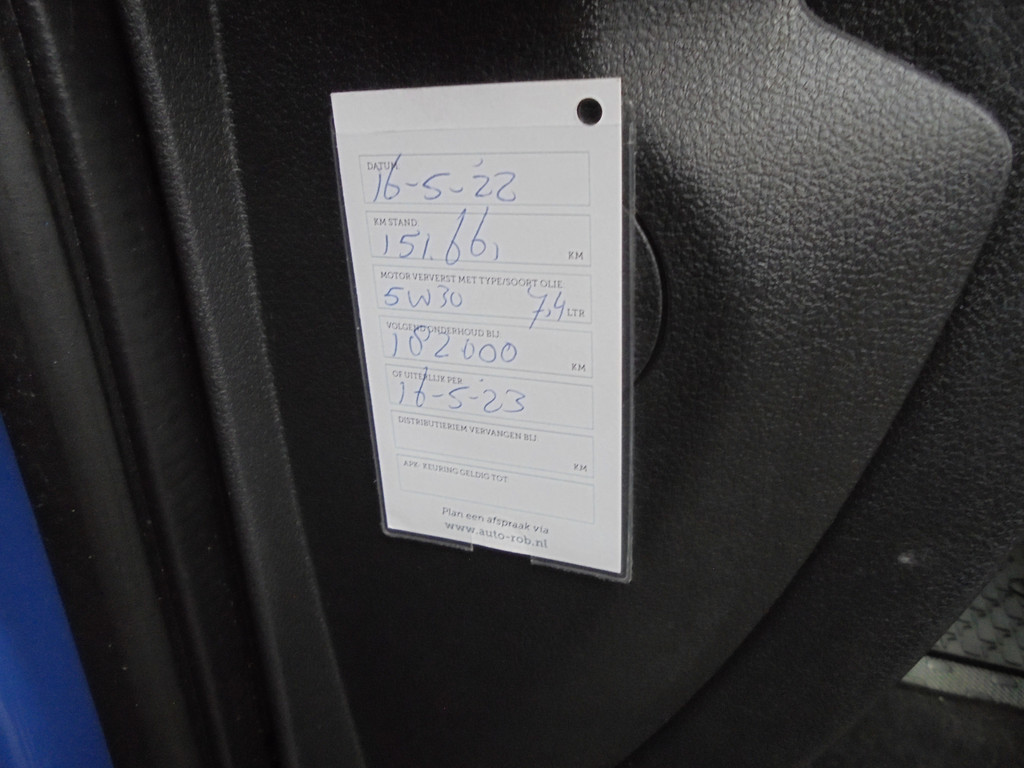 DATUM
16-5-'22
KM STAND
151.661 KM
MOTOR VERVERST MET TYPE/SOORT OLIE
5W30 7,4 LTR
VOLGEND ONDERHOUD BIJ
182000 KM
OF UITERLIJK PER
16-5-'23
DISTRIBUTIERIEM VERVANGEN BIJ
KM
APK- KEURING GELDIG TOT
Plan een afspraak via
www.auto-rob.nl